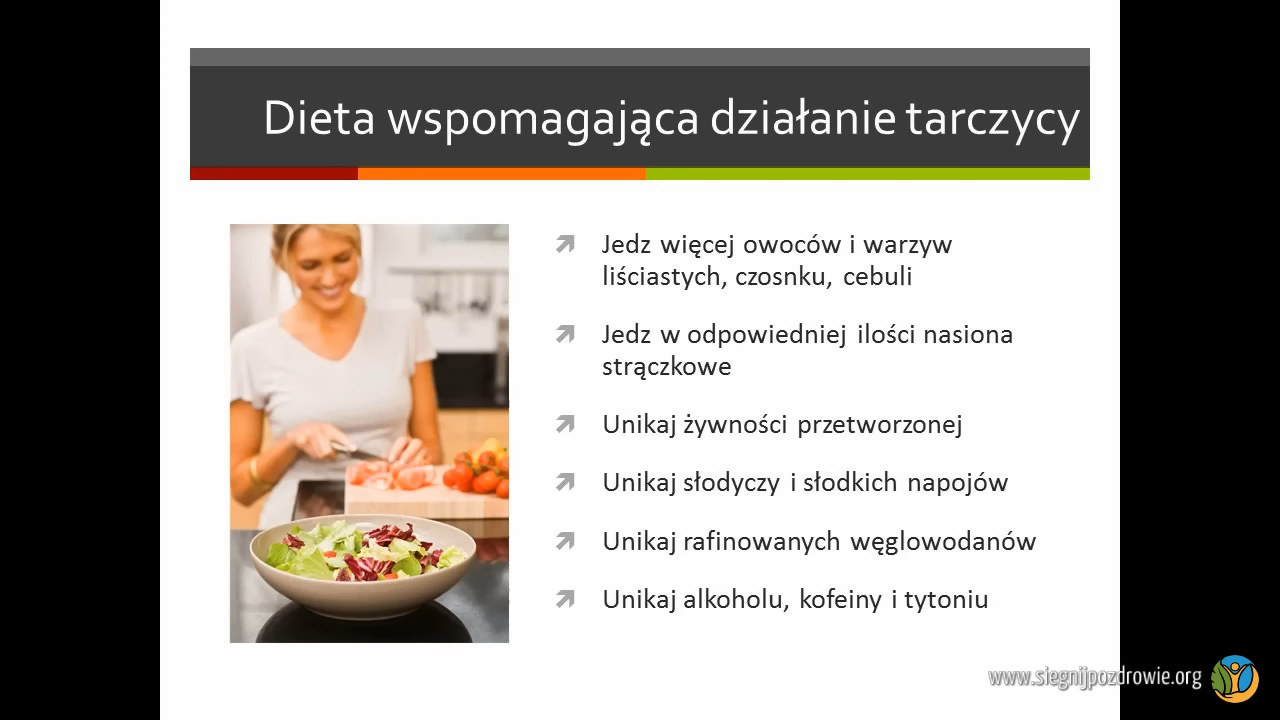 Dieta wspomagająca działanie tarczycy
Jedz więcej owoców i warzyw
liściastych, czosnku, cebuli
Jedz w odpowiedniej ilości nasiona
strączkowe
Unikaj żywności przetworzonej
Unikaj słodyczy i słodkich napojów
Unikaj rafinowanych węglowodanów
Unikaj alkoholu, kofeiny i tytoniu
www.siegnijpozdrowie.org